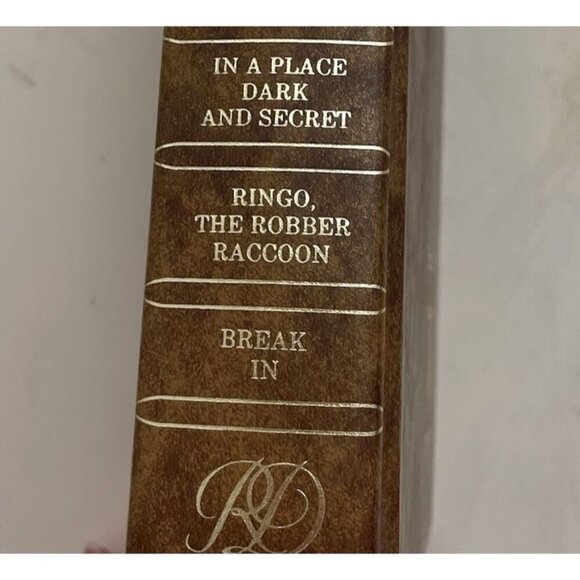 IN A PLACE
DARK
AND SECRET
RINGO,
THE ROBBER
RACCOON
BREAK
IN
RD